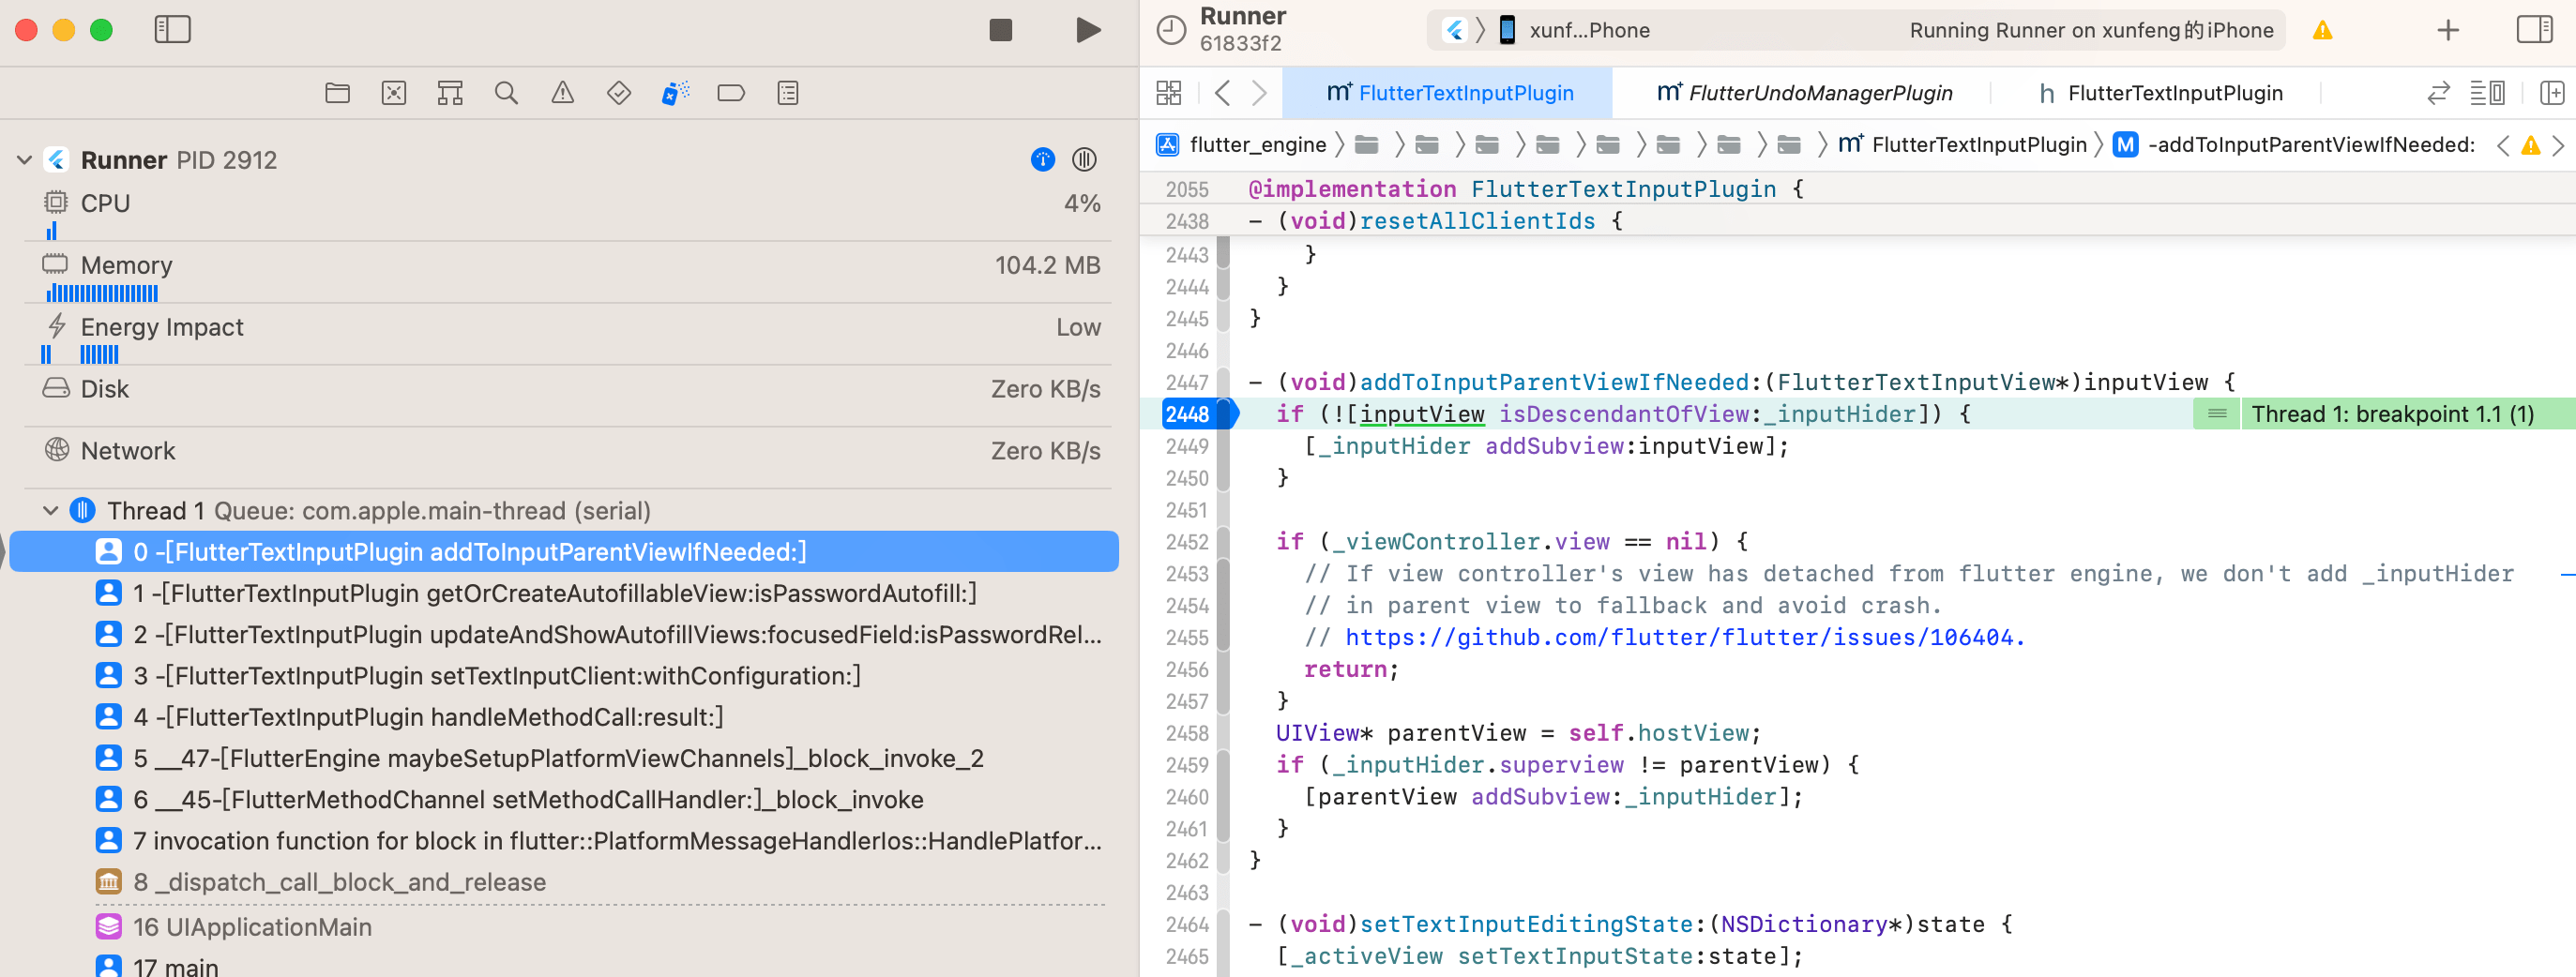 Runner
61833f2
xunf...Phone
Running Runner on xunfeng的iPhone
FlutterTextInputPlugin
FlutterUndoManagerPlugin
h FlutterTextInputPlugin
flutter_engine
FlutterTextInputPlugin
M -addToInputParentViewIfNeeded:
Runner PID 2912
CPU 4%
Memory 104.2 MB
Energy Impact Low
Disk Zero KB/s
Network Zero KB/s
Thread 1 Queue: com.apple.main-thread (serial)
0 -[FlutterTextInputPlugin addToInputParentViewIfNeeded:]
1 -[FlutterTextInputPlugin getOrCreateAutofillableView:isPasswordAutofill:]
2 -[FlutterTextInputPlugin updateAndShowAutofillViews:focusedField:isPasswordRel...
3 -[FlutterTextInputPlugin setTextInputClient:withConfiguration:]
4 -[FlutterTextInputPlugin handleMethodCall:result:]
5 __47-[FlutterEngine maybeSetupPlatformViewChannels]_block_invoke_2
6 __45-[FlutterMethodChannel setMethodCallHandler:]_block_invoke
7 invocation function for block in flutter::PlatformMessageHandlerIos::HandlePlatfor...
8 _dispatch_call_block_and_release
16 UIApplicationMain
17 main
2055 @implementation FlutterTextInputPlugin {
2438 - (void)resetAllClientIds {
2443 }
2444 }
2445 }
2446
2447 - (void)addToInputParentViewIfNeeded:(FlutterTextInputView*)inputView {
2448 if (![inputView isDescendantOfView:_inputHider]) { Thread 1: breakpoint 1.1 (1)
2449 [_inputHider addSubview:inputView];
2450 }
2451
2452 if (_viewController.view == nil) {
2453 // If view controller's view has detached from flutter engine, we don't add _inputHider
2454 // in parent view to fallback and avoid crash.
2455 // https://github.com/flutter/flutter/issues/106404.
2456 return;
2457 }
2458 UIView* parentView = self.hostView;
2459 if (_inputHider.superview != parentView) {
2460 [parentView addSubview:_inputHider];
2461 }
2462 }
2463
2464 - (void)setTextInputEditingState:(NSDictionary*)state {
2465 [_activeView setTextInputState:state];